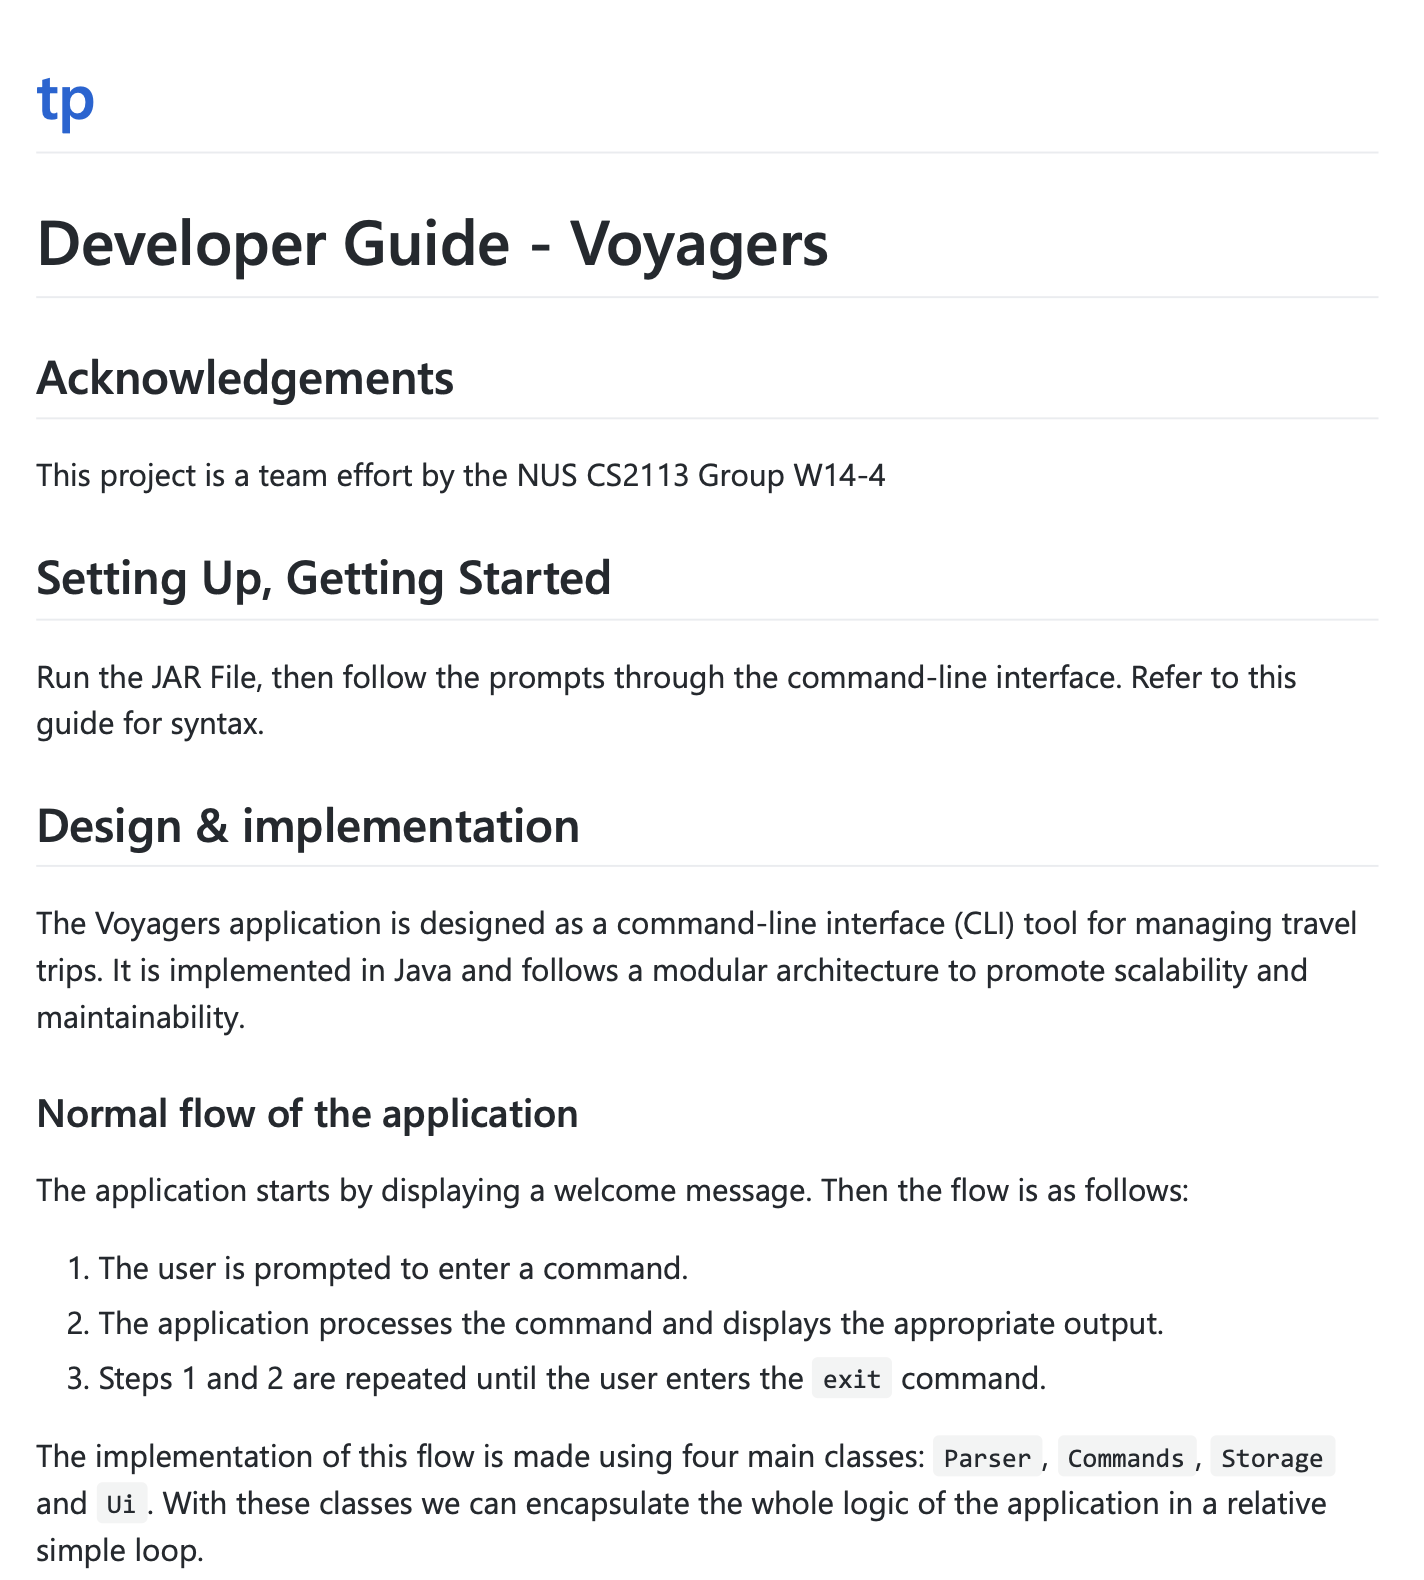 tp
Developer Guide - Voyagers
Acknowledgements
This project is a team effort by the NUS CS2113 Group W14-4
Setting Up, Getting Started
Run the JAR File, then follow the prompts through the command-line interface. Refer to this
guide for syntax.
Design & implementation
The Voyagers application is designed as a command-line interface (CLI) tool for managing travel
trips. It is implemented in Java and follows a modular architecture to promote scalability and
maintainability.
Normal flow of the application
The application starts by displaying a welcome message. Then the flow is as follows:
1. The user is prompted to enter a command.
2. The application processes the command and displays the appropriate output.
3. Steps 1 and 2 are repeated until the user enters the exit command.
The implementation of this flow is made using four main classes: Parser, Commands, Storage
and Ui. With these classes we can encapsulate the whole logic of the application in a relative
simple loop.